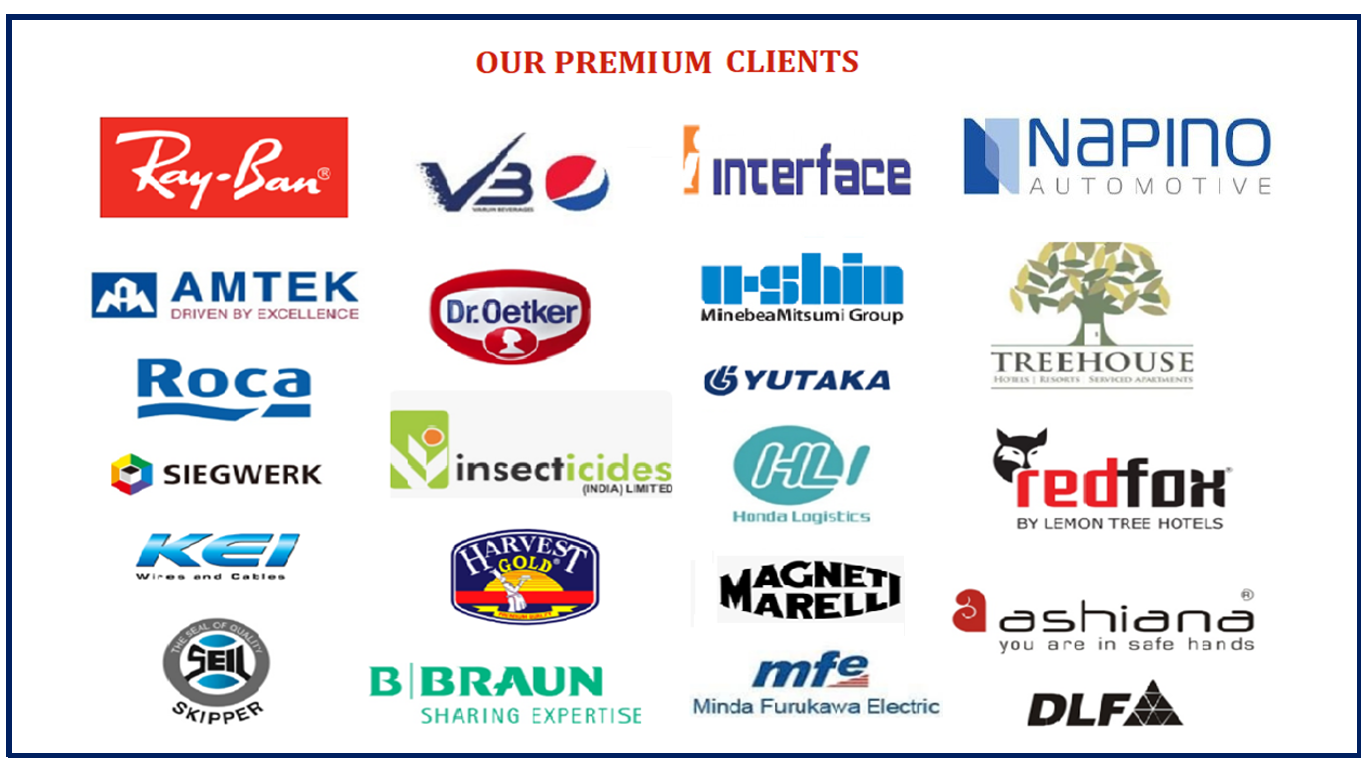 OUR PREMIUM CLIENTS
Ray-Ban®
VB
VARUN BEVERAGES
interface
NAPINO
AUTOMOTIVE
AMTEK
DRIVEN BY EXCELLENCE
Dr. Oetker
u-shin
MinebeaMitsumi Group
TREEHOUSE
HOTELS | RESORTS SERVICED APARTMENTS
Roca
YUTAKA
insecticides
(INDIA) LIMITED
SIEGWERK
HLI
Honda Logistics
redfox
BY LEMON TREE HOTELS
KEI
Wires and Cables
HARVEST
GOLD®
PREMIUM QUALITY
MAGNETI
MARELLI
ashiana®
you are in safe hands
THE SEAL OF QUALITY
SEIL
SKIPPER
B|BRAUN
SHARING EXPERTISE
mfe
Minda Furukawa Electric
DLF